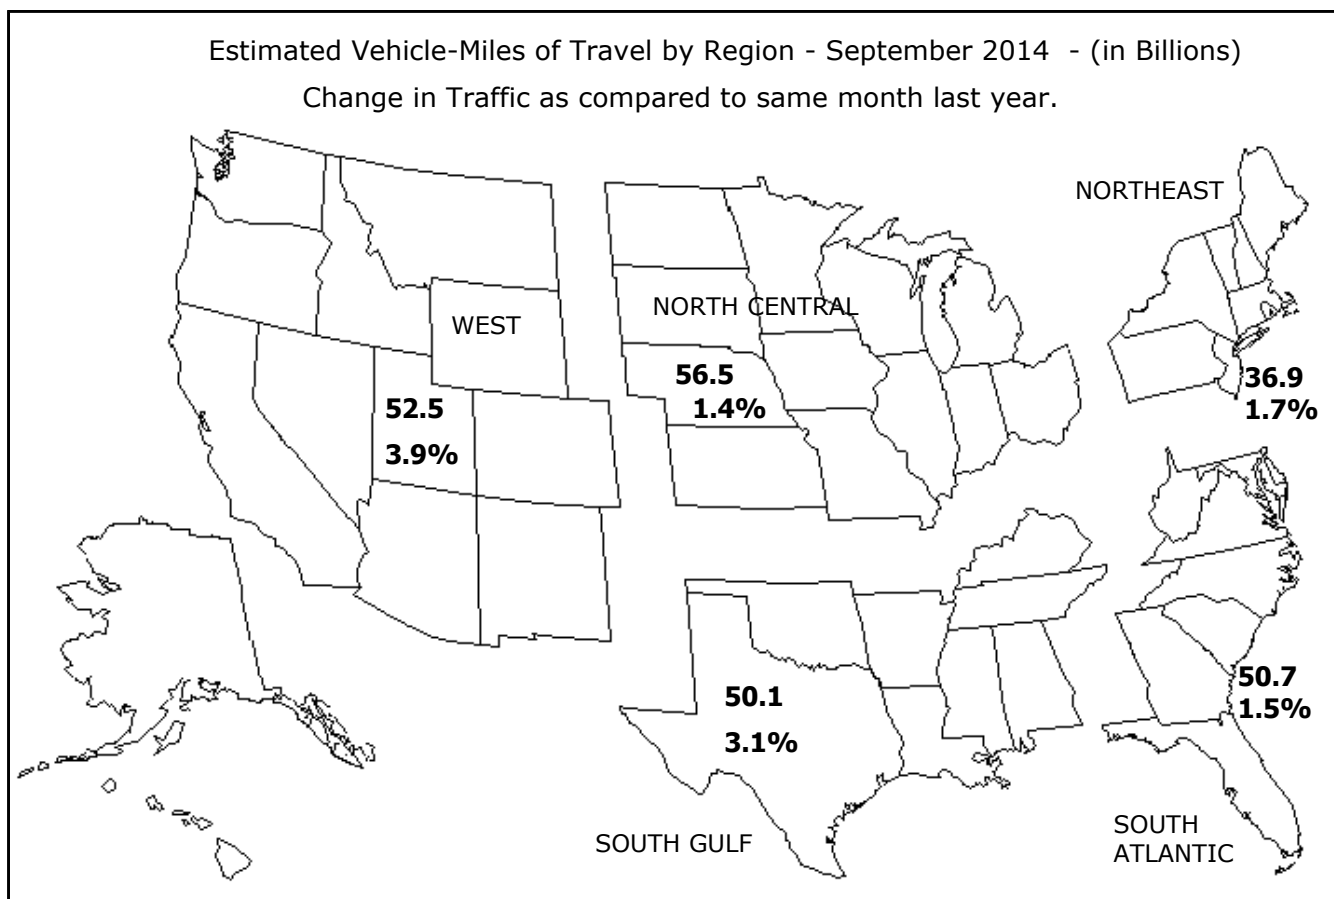 Estimated Vehicle-Miles of Travel by Region - September 2014 - (in Billions)
Change in Traffic as compared to same month last year.
NORTHEAST
NORTH CENTRAL
WEST
56.5
1.4%
36.9
1.7%
52.5
3.9%
50.7
1.5%
50.1
3.1%
SOUTH GULF
SOUTH
ATLANTIC